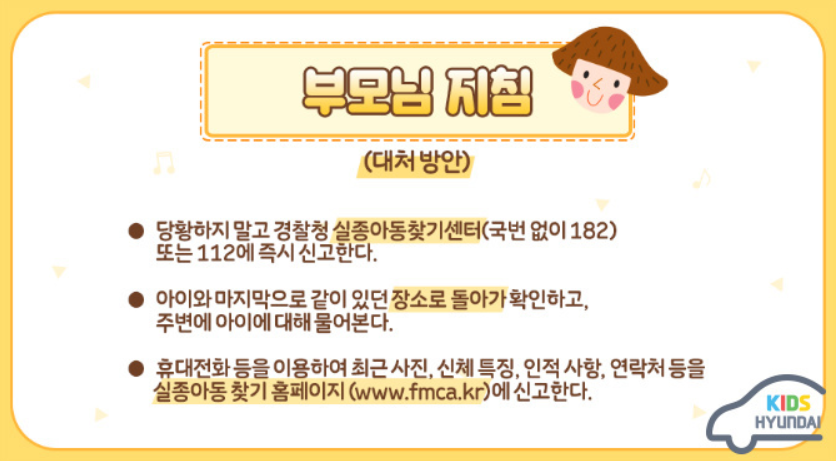 부모님 지침
(대처 방안)
● 당황하지 말고 경찰청 실종아동찾기센터(국번 없이 182)
또는 112에 즉시 신고한다.
● 아이와 마지막으로 같이 있던 장소로 돌아가 확인하고,
주변에 아이에 대해 물어본다.
● 휴대전화 등을 이용하여 최근 사진, 신체 특징, 인적 사항, 연락처 등을
실종아동 찾기 홈페이지 (www.fmca.kr)에 신고한다.
KIDS
HYUNDAI